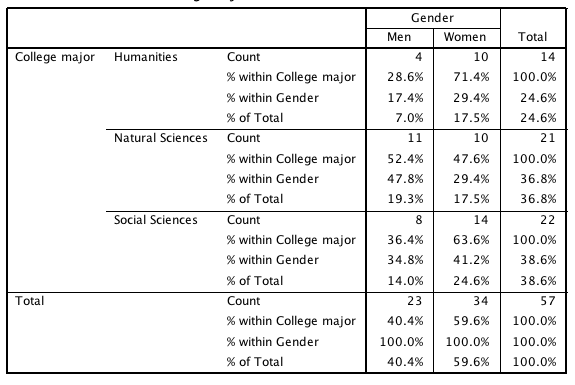 Gender
Men Women Total
College major Humanities Count 4 10 14
% within College major 28.6% 71.4% 100.0%
% within Gender 17.4% 29.4% 24.6%
% of Total 7.0% 17.5% 24.6%
Natural Sciences Count 11 10 21
% within College major 52.4% 47.6% 100.0%
% within Gender 47.8% 29.4% 36.8%
% of Total 19.3% 17.5% 36.8%
Social Sciences Count 8 14 22
% within College major 36.4% 63.6% 100.0%
% within Gender 34.8% 41.2% 38.6%
% of Total 14.0% 24.6% 38.6%
Total Count 23 34 57
% within College major 40.4% 59.6% 100.0%
% within Gender 100.0% 100.0% 100.0%
% of Total 40.4% 59.6% 100.0%